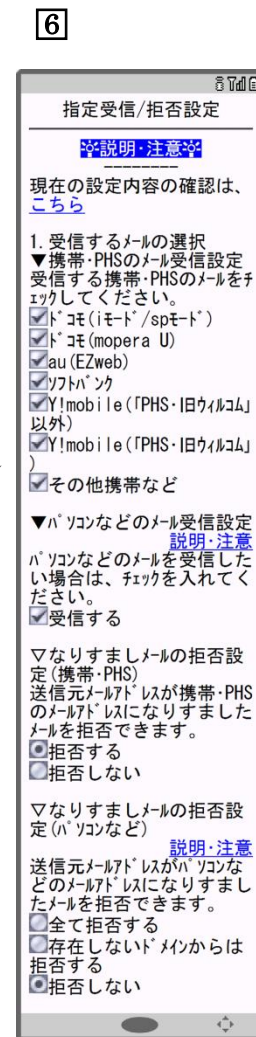 6
指定受信/拒否設定
説明･注意
--------
現在の設定内容の確認は、
こちら
1. 受信するﾒｰﾙの選択
▼携帯･PHSのﾒｰﾙ受信設定
受信する携帯･PHSのﾒｰﾙをﾁ
ｪｯｸしてください。
ﾄﾞｺﾓ(iﾓｰﾄﾞ/spﾓｰﾄﾞ)
ﾄﾞｺﾓ(mopera U)
au(EZweb)
ｿﾌﾄﾊﾞﾝｸ
Y!mobile(｢PHS･旧ｳｨﾙｺﾑ｣
以外)
Y!mobile(｢PHS･旧ｳｨﾙｺﾑ｣
)
その他携帯など
▼ﾊﾟｿｺﾝなどのﾒｰﾙ受信設定
説明･注意
ﾊﾟｿｺﾝなどのﾒｰﾙを受信した
い場合は、ﾁｪｯｸを入れてく
ださい。
受信する
▽なりすましﾒｰﾙの拒否設
定(携帯･PHS)
送信元ﾒｰﾙｱﾄﾞﾚｽが携帯･PHS
のﾒｰﾙｱﾄﾞﾚｽになりすました
ﾒｰﾙを拒否できます。
拒否する
拒否しない
▽なりすましﾒｰﾙの拒否設
定(ﾊﾟｿｺﾝなど)
説明･注意
送信元ﾒｰﾙｱﾄﾞﾚｽがﾊﾟｿｺﾝな
どのﾒｰﾙｱﾄﾞﾚｽになりすまし
たﾒｰﾙを拒否できます。
全て拒否する
存在しないﾄﾞﾒｲﾝからは
拒否する
拒否しない